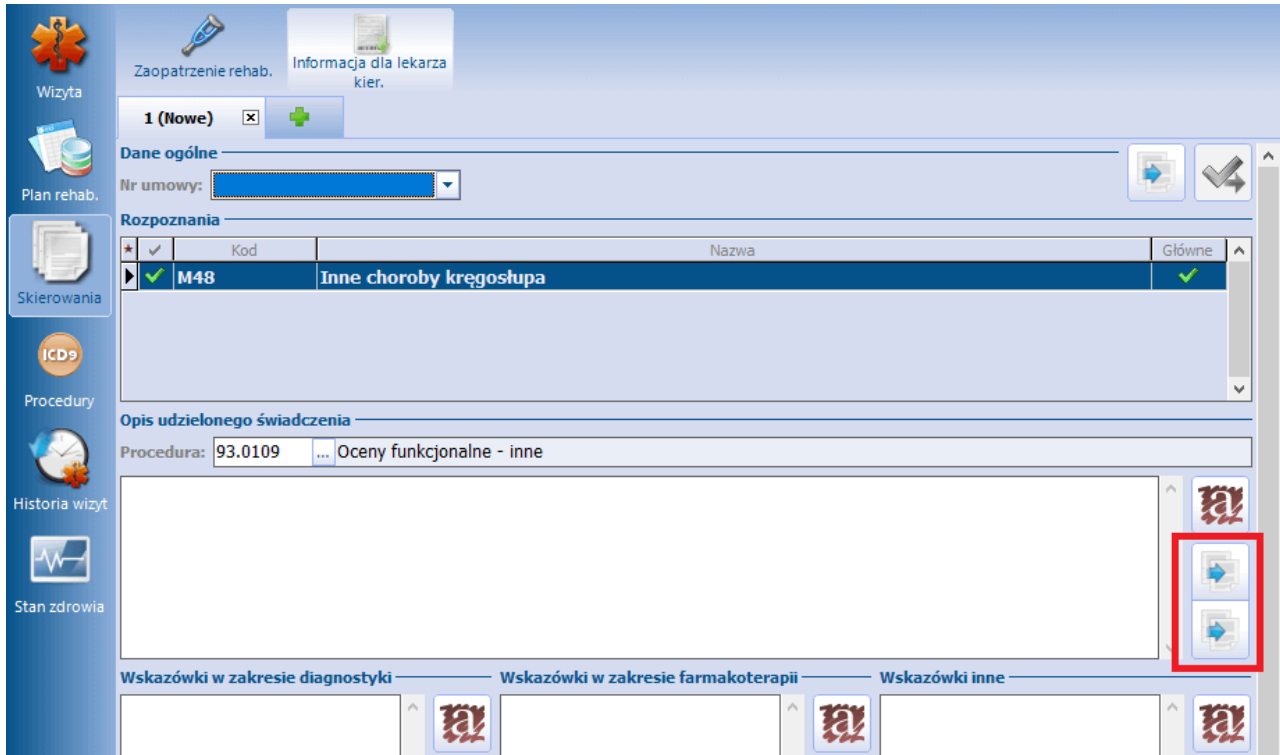 Wizyta
Plan rehab.
Skierowania
ICD9
Procedury
Historia wizyt
Stan zdrowia
Zaopatrzenie rehab.
Informacja dla lekarza
kier.
1 (Nowe)
Dane ogólne
Nr umowy:
Rozpoznania
Kod Nazwa Główne
M48 Inne choroby kręgosłupa
Opis udzielonego świadczenia
Procedura: 93.0109 ... Oceny funkcjonalne - inne
a
Wskazówki w zakresie diagnostyki Wskazówki w zakresie farmakoterapii Wskazówki inne
a a a